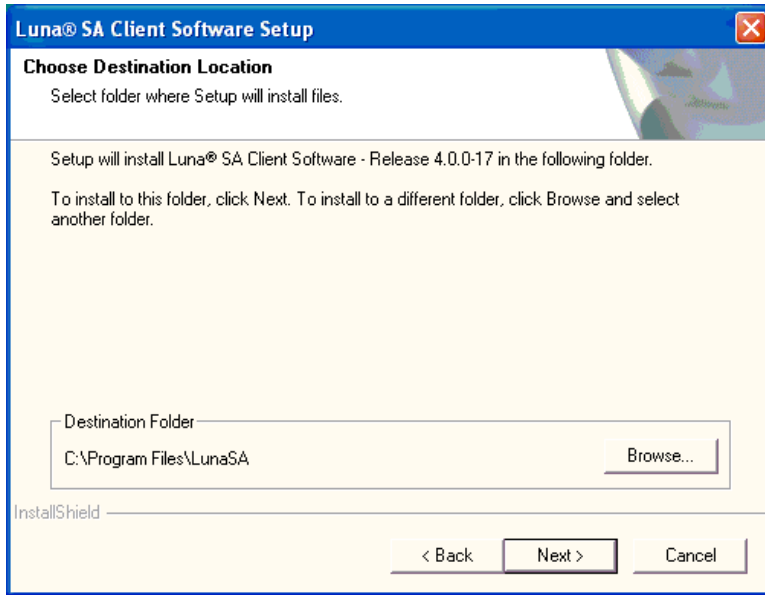 Luna® SA Client Software Setup
Choose Destination Location
Select folder where Setup will install files.
Setup will install Luna® SA Client Software - Release 4.0.0-17 in the following folder.
To install to this folder, click Next. To install to a different folder, click Browse and select
another folder.
Destination Folder
C:\Program Files\LunaSA
Browse...
InstallShield
< Back
Next >
Cancel